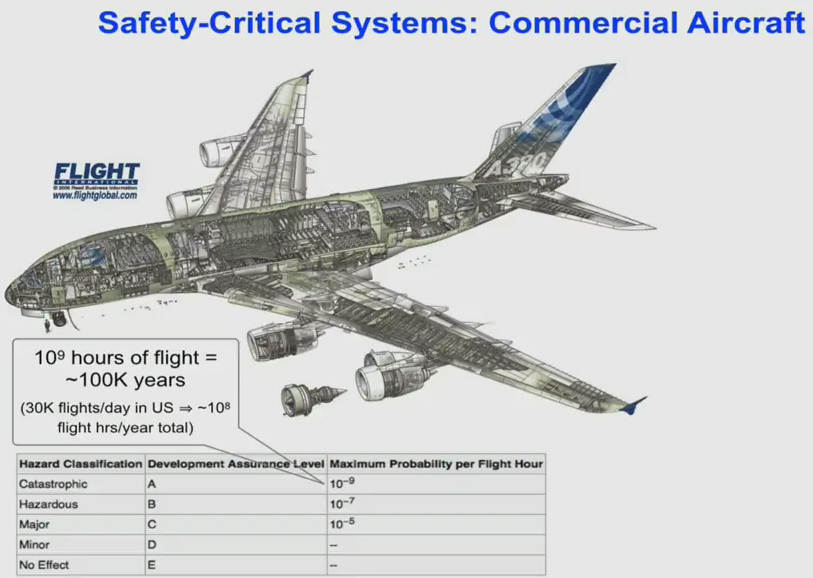 Safety-Critical Systems: Commercial Aircraft
FLIGHT
INTERNATIONAL
© 2006 Reed Business Information
www.flightglobal.com
A380
10⁹ hours of flight =
~100K years
(30K flights/day in US ⇒ ~10⁸
flight hrs/year total)
Hazard Classification Development Assurance Level Maximum Probability per Flight Hour
Catastrophic A 10⁻⁹
Hazardous B 10⁻⁷
Major C 10⁻⁵
Minor D --
No Effect E --